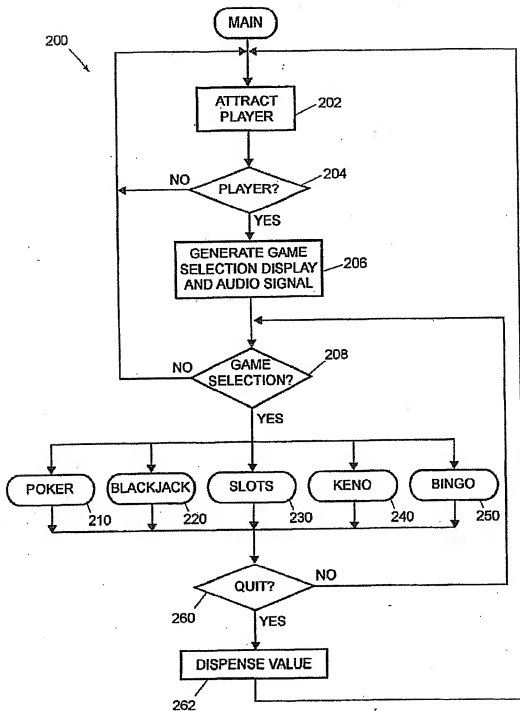 MAIN
200
ATTRACT
PLAYER
202
NO
PLAYER?
204
YES
GENERATE GAME
SELECTION DISPLAY
AND AUDIO SIGNAL
206
NO
GAME
SELECTION?
208
YES
POKER
BLACKJACK
SLOTS
KENO
BINGO
210
220
230
240
250
QUIT?
NO
260
YES
DISPENSE VALUE
262